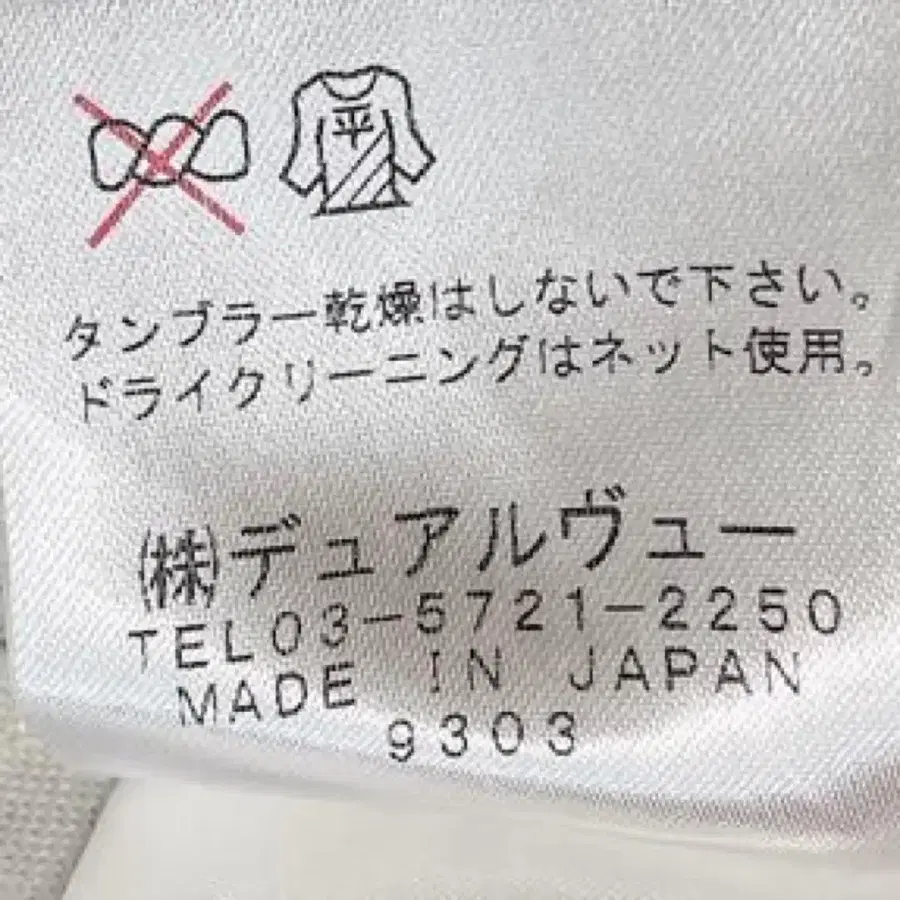 平
タンブラー乾燥はしないで下さい。
ドライクリーニングはネット使用。
㈱デュアルヴュー
TEL03-5721-2250
MADE IN JAPAN
9303